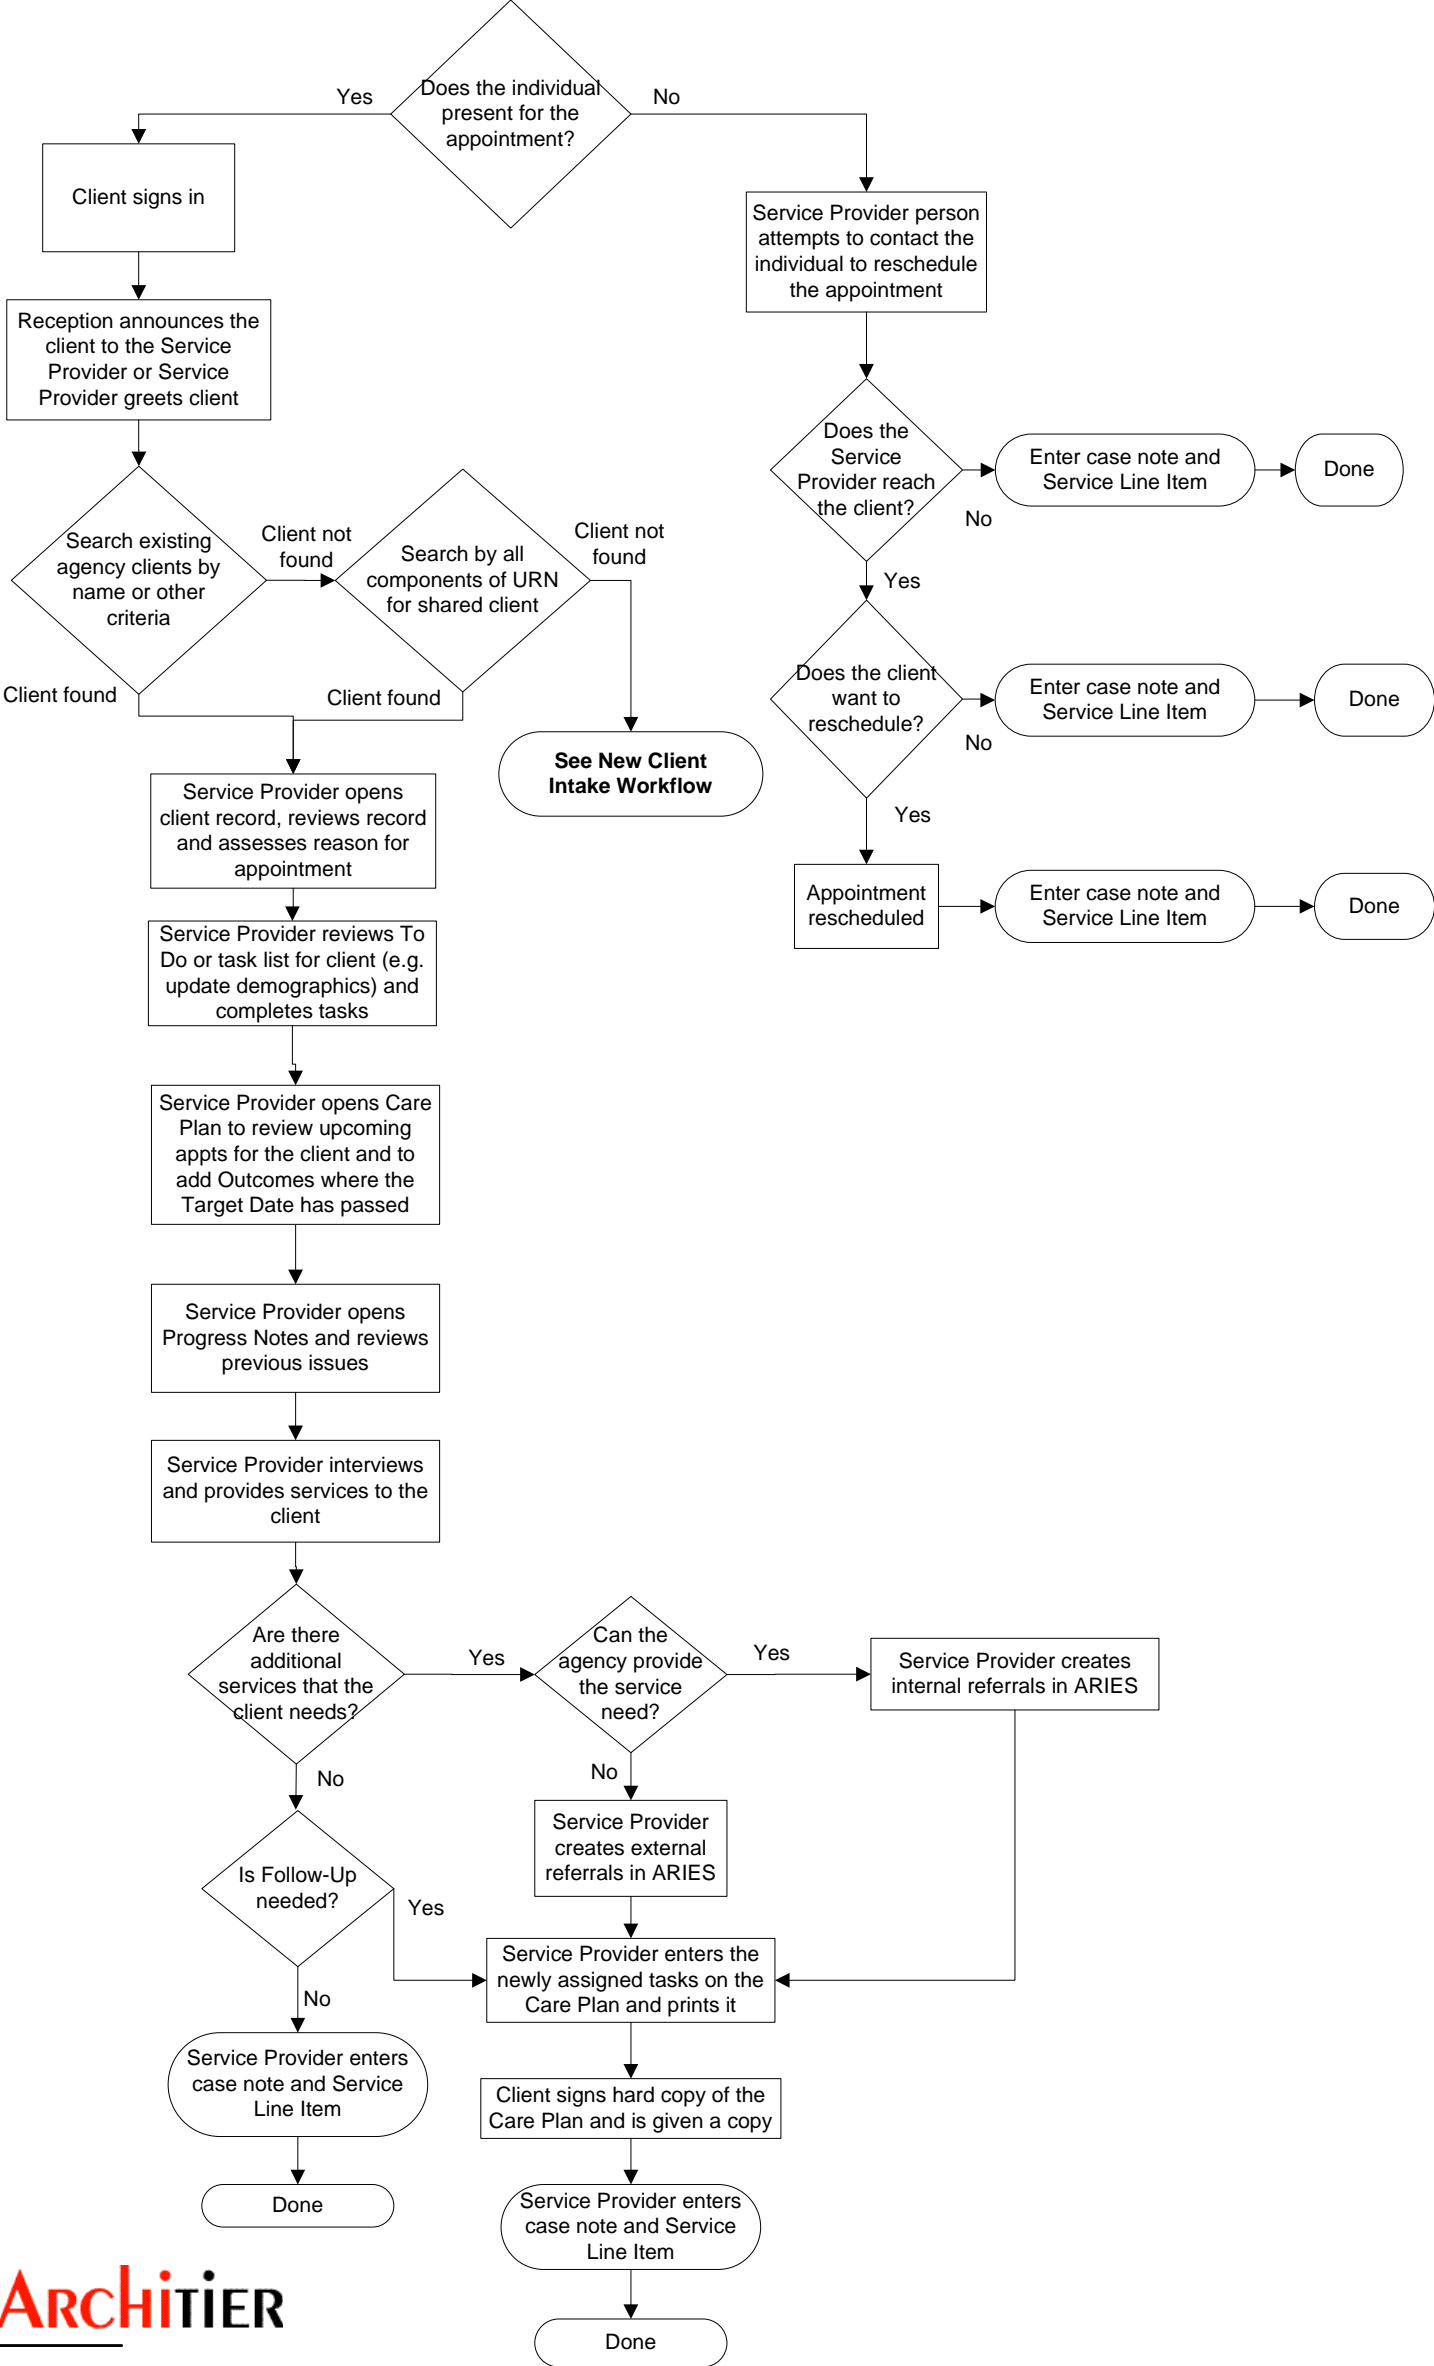 Does the individual
present for the
appointment?
Yes
No
Client signs in
Service Provider person
attempts to contact the
individual to reschedule
the appointment
Reception announces the
client to the Service
Provider or Service
Provider greets client
Does the
Service
Provider reach
the client?
Enter case note and
Service Line Item
Done
No
Yes
Search existing
agency clients by
name or other
criteria
Client not
found
Search by all
components of URN
for shared client
Client not
found
Client found
Client found
See New Client
Intake Workflow
Does the client
want to
reschedule?
Enter case note and
Service Line Item
Done
No
Yes
Service Provider opens
client record, reviews record
and assesses reason for
appointment
Appointment
rescheduled
Enter case note and
Service Line Item
Done
Service Provider reviews To
Do or task list for client (e.g.
update demographics) and
completes tasks
Service Provider opens Care
Plan to review upcoming
appts for the client and to
add Outcomes where the
Target Date has passed
Service Provider opens
Progress Notes and reviews
previous issues
Service Provider interviews
and provides services to the
client
Are there
additional
services that the
client needs?
Yes
Can the
agency provide
the service
need?
Yes
Service Provider creates
internal referrals in ARIES
No
No
Service Provider
creates external
referrals in ARIES
Is Follow-Up
needed?
Yes
Service Provider enters the
newly assigned tasks on the
Care Plan and prints it
No
Service Provider enters
case note and Service
Line Item
Client signs hard copy of the
Care Plan and is given a copy
Done
Service Provider enters
case note and Service
Line Item
Done
ARCHiTiER